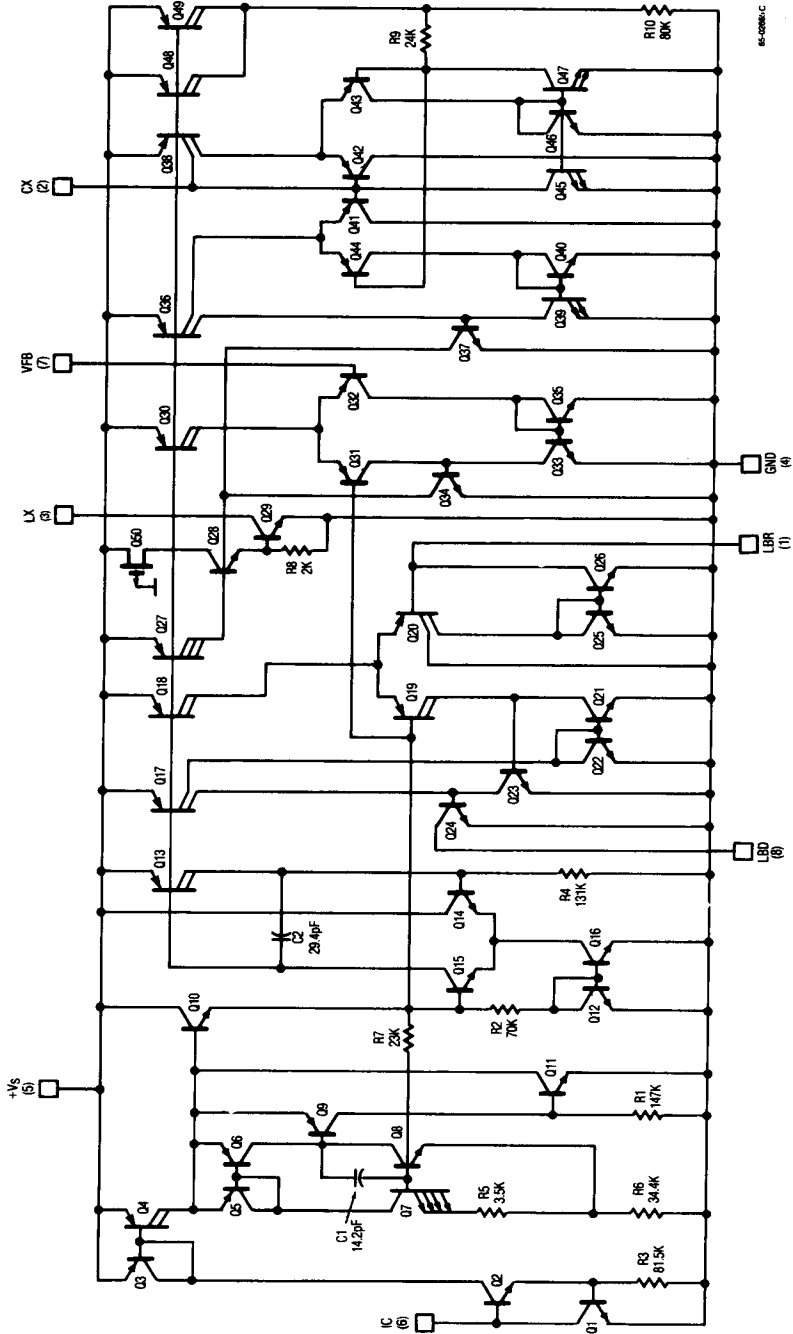 +VS
(5)
LX
(3)
VFB
(7)
CX
(2)
Q3
Q4
Q10
Q13
Q17
Q18
Q27
Q50
Q30
Q36
Q38
Q48
Q49
Q5
Q6
Q28
Q29
R8
2K
Q9
C2
29.4pF
C1
14.2pF
Q7
Q8
R7
23K
Q15
Q14
Q19
Q20
Q31
Q32
Q44
Q41
Q42
Q43
R9
24K
Q24
Q34
Q37
Q2
R5
3.5K
Q11
R2
70K
Q23
IC
(6)
Q1
R3
81.5K
R6
34.4K
R1
147K
Q12
Q16
R4
131K
Q22
Q21
Q25
Q26
Q33
Q35
Q39
Q40
Q45
Q46
Q47
R10
80K
LBD
(8)
LBR
(1)
GND
(4)